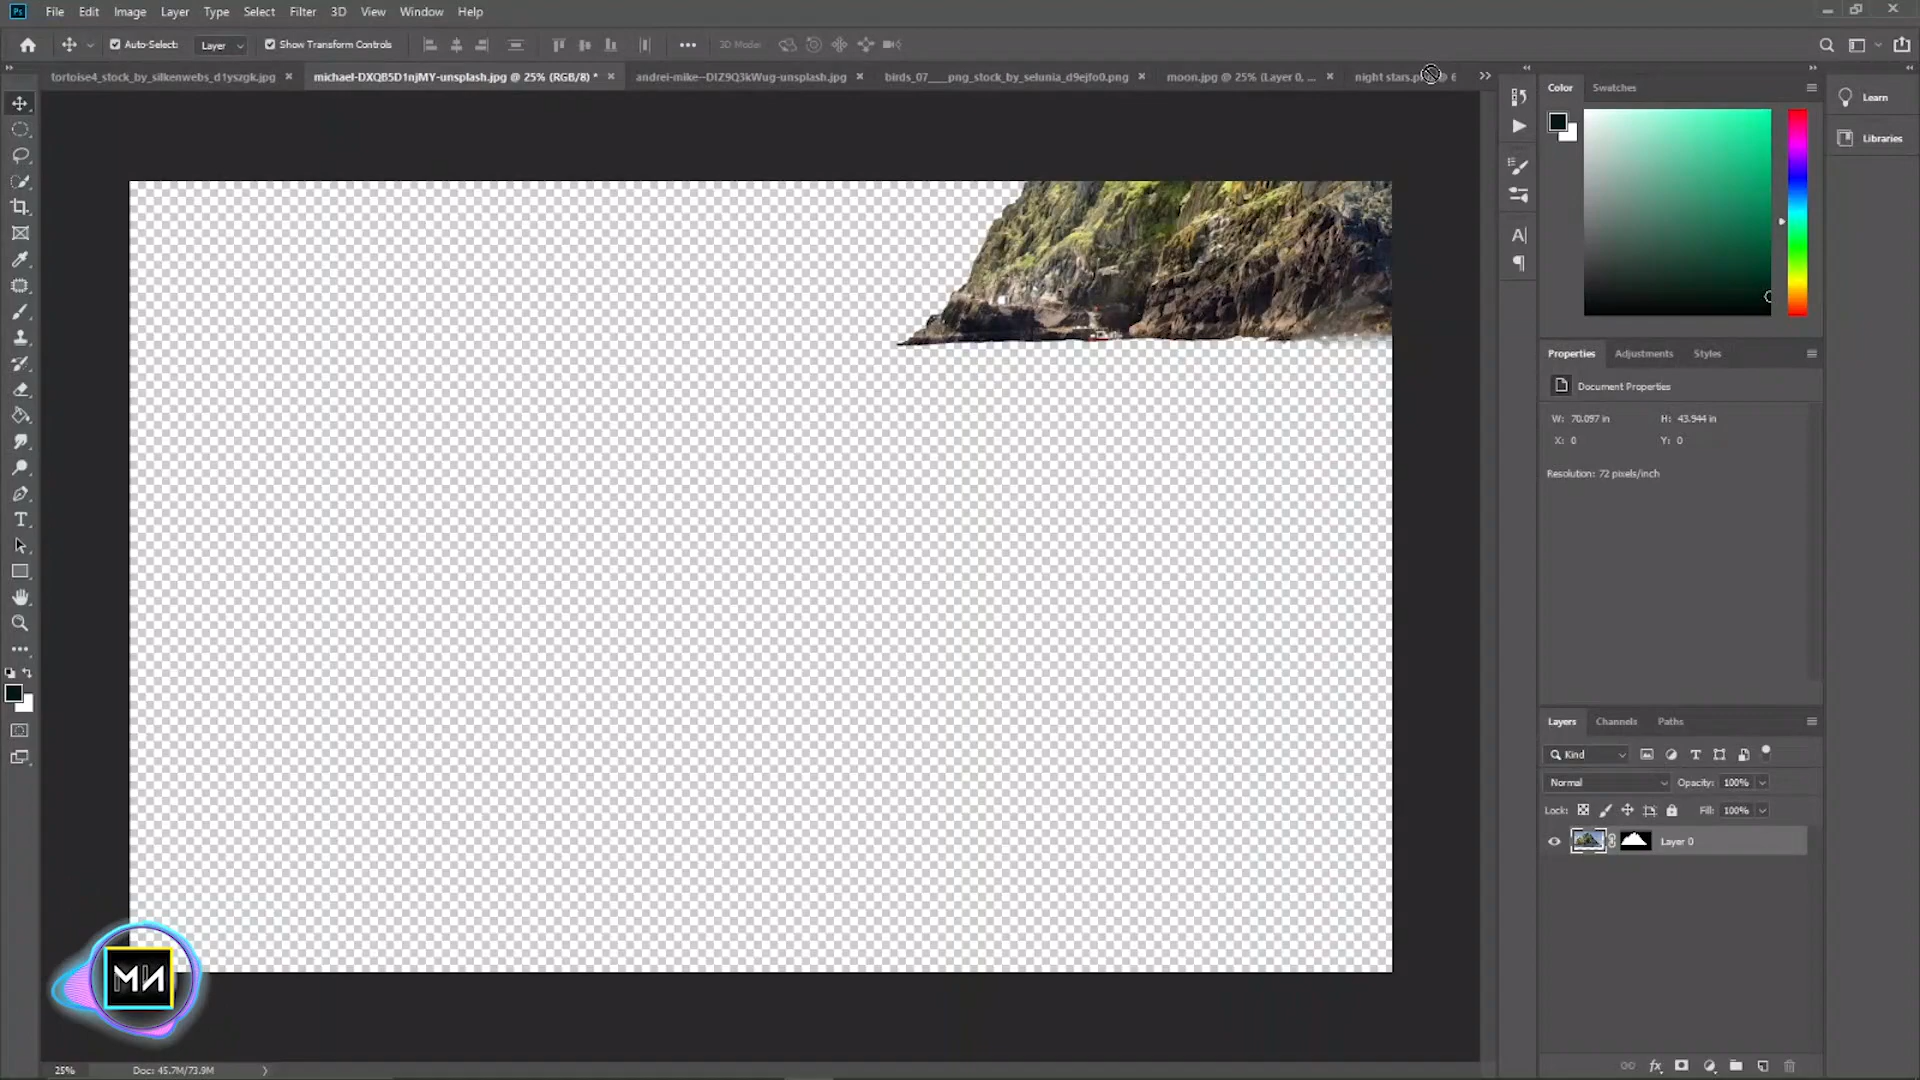 Ps File Edit Image Layer Type Select Filter 3D View Window Help
Auto-Select: Layer Show Transform Controls 3D Mode:
tortoise4_stock_by_silkenwebs_d1yszgk.jpg × michael-DXQB5D1njMY-unsplash.jpg @ 25% (RGB/8) * × andrei-mike--DIZ9Q3kWug-unsplash.jpg × birds_07___png_stock_by_selunia_d9ejfo0.png × moon.jpg @ 25% (Layer 0, ... × night stars.p
Color Swatches
Learn
Libraries
Properties Adjustments Styles
Document Properties
W: 70.097 in H: 43.944 in
X: 0 Y: 0
Resolution: 72 pixels/inch
Layers Channels Paths
Kind
Normal Opacity: 100%
Lock: Fill: 100%
Layer 0
MN
25% Doc: 45.7M/73.9M